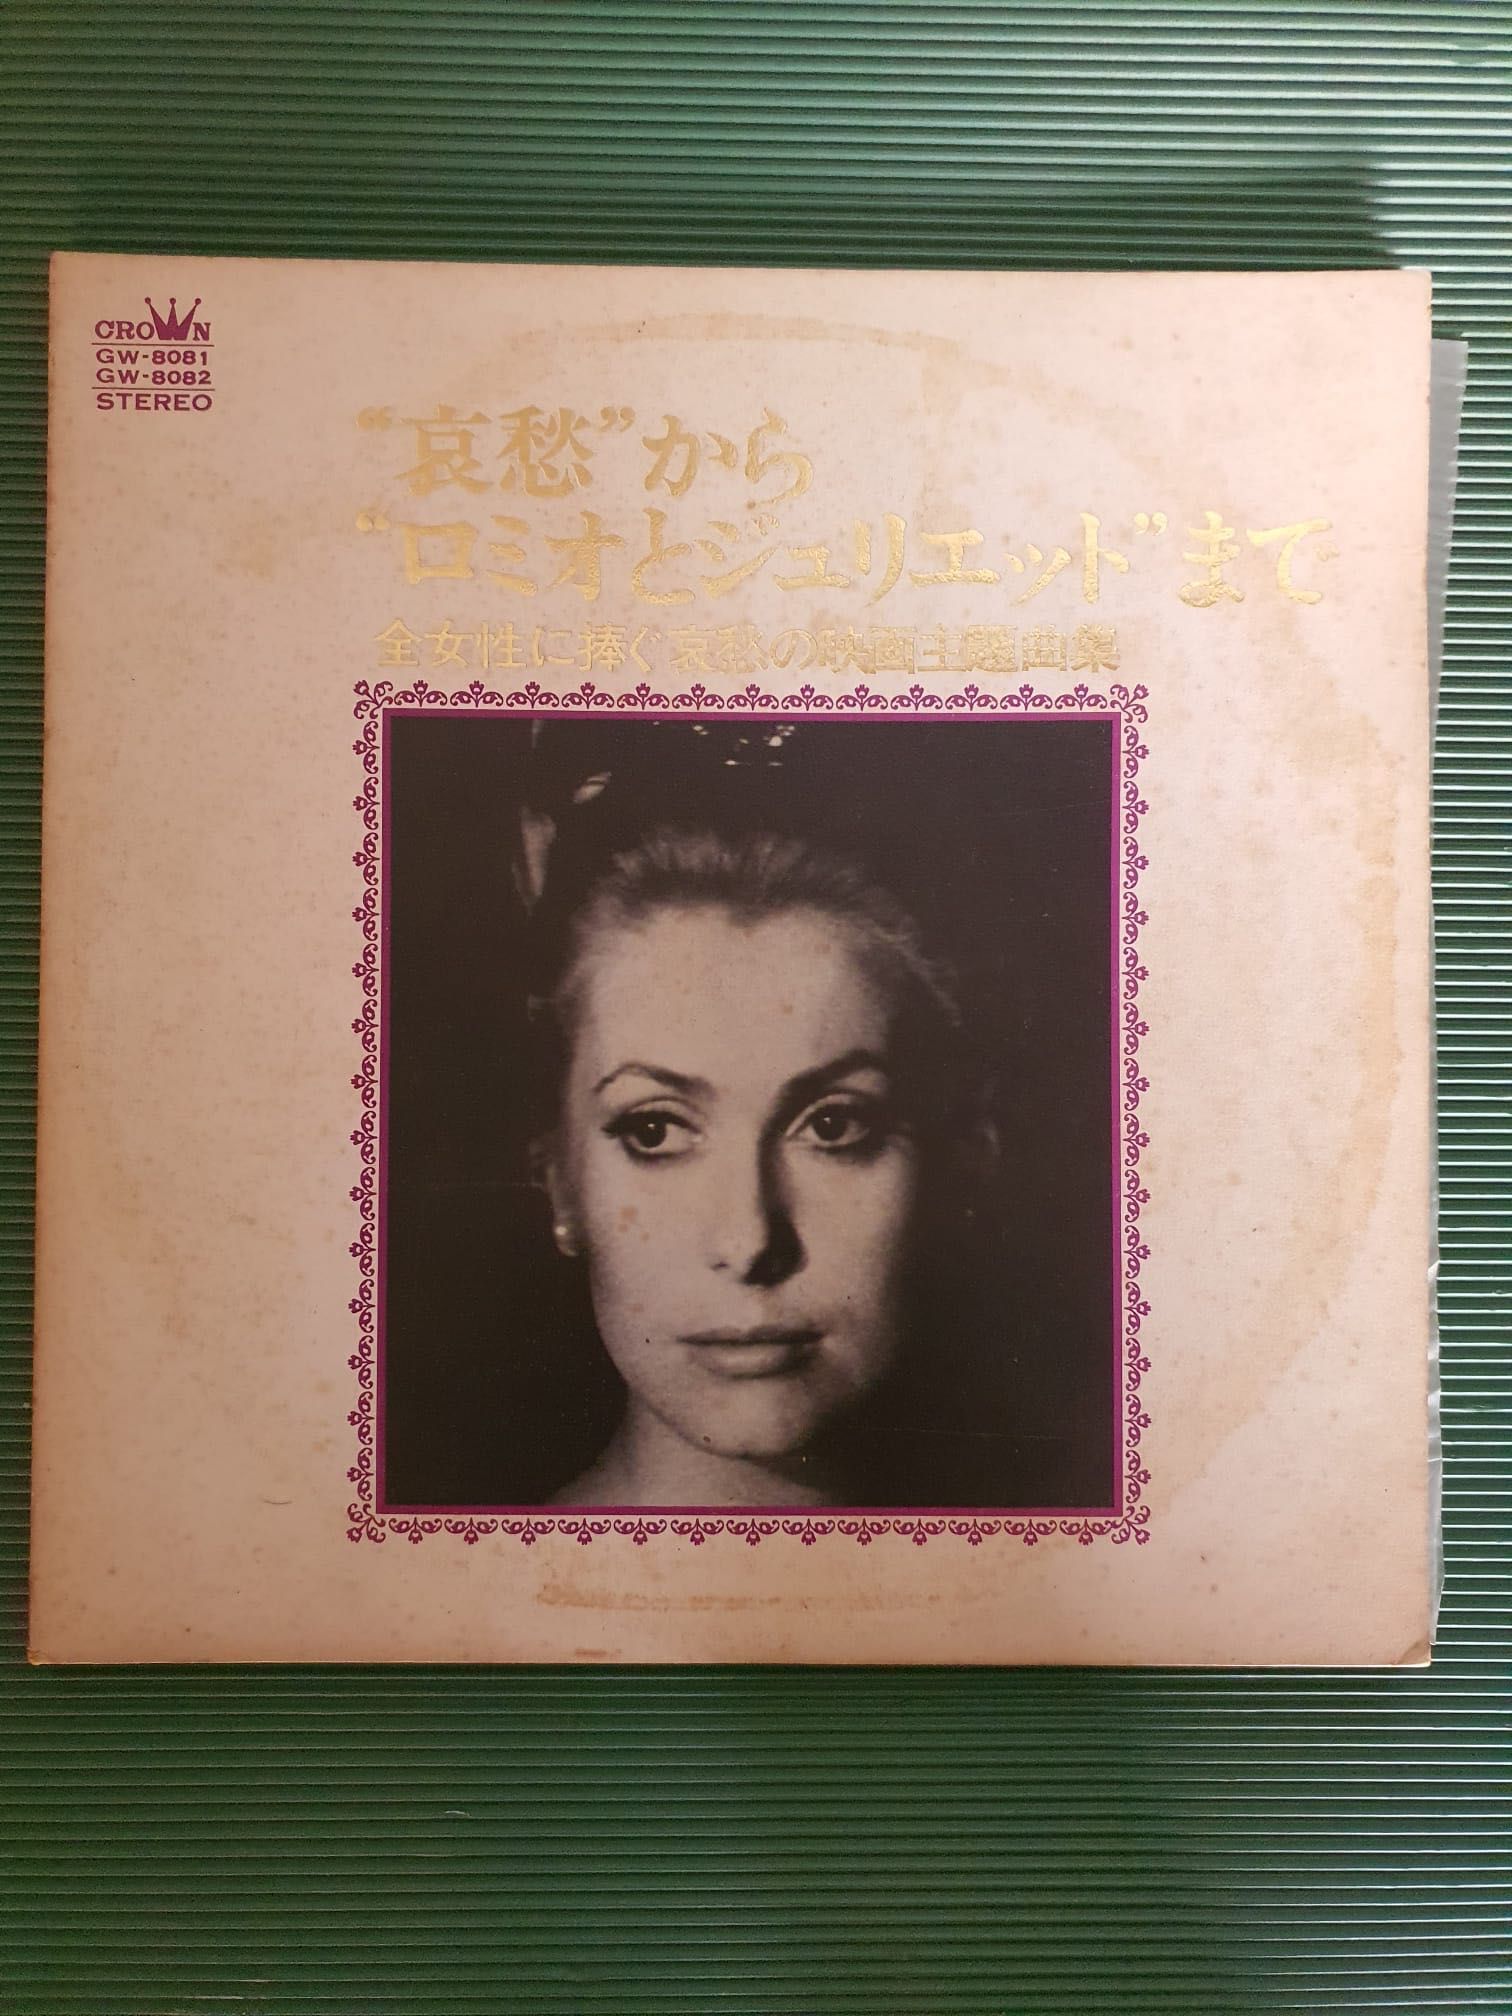 CROWN
GW-8081
GW-8082
STEREO
“哀愁”から
“ロミオとジュリエット”まで
全女性に捧ぐ哀愁の映画主題曲集